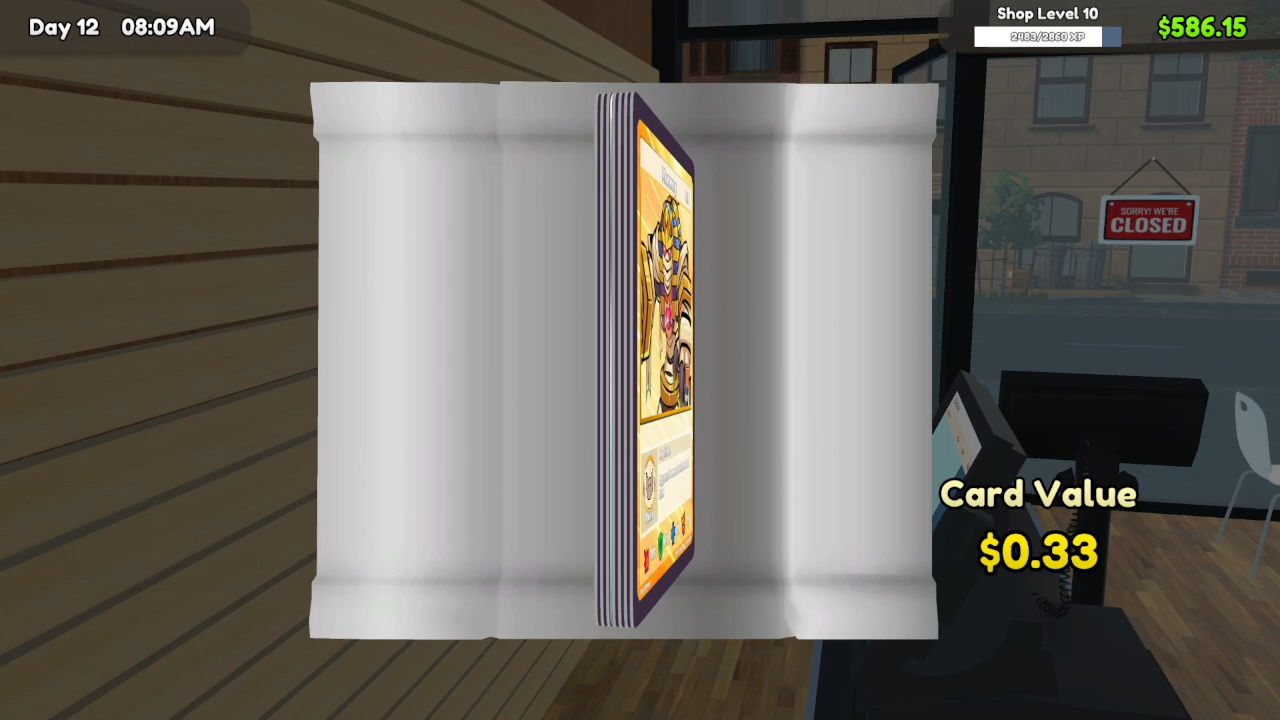 Day 12 08:09AM
Shop Level 10
2483/2860 XP
$586.15
SORRY! WE'RE
CLOSED
Card Value
$0.33